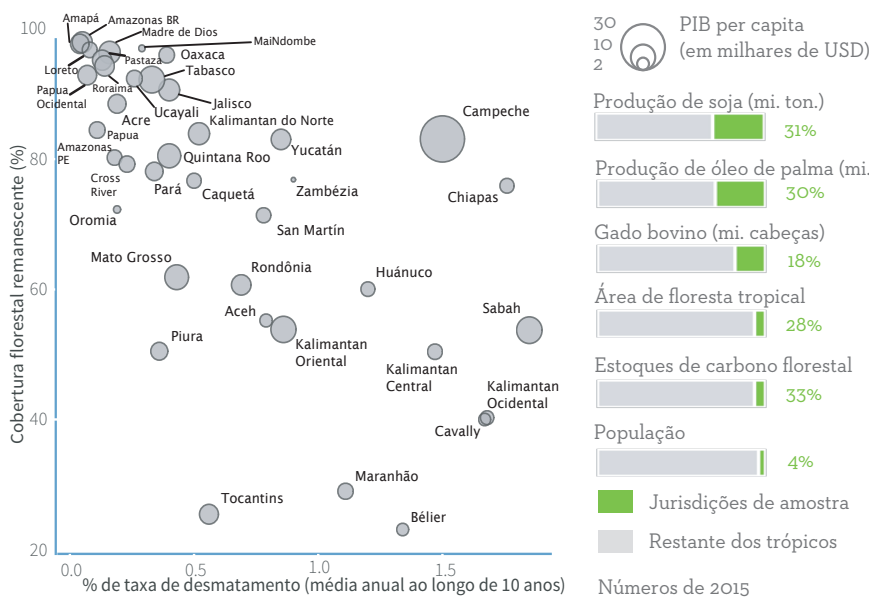 Cobertura florestal remanescente (%)
100
80
60
40
20
0.0
0.5
1.0
1.5
% de taxa de desmatamento (média anual ao longo de 10 anos)
Amapá
Amazonas BR
Madre de Dios
MaiNdombe
Loreto
Pastaza
Oaxaca
Tabasco
Papua
Ocidental
Roraima
Ucayali
Jalisco
Acre
Kalimantan do Norte
Campeche
Papua
Amazonas
PE
Yucatán
Quintana Roo
Cross
River
Pará
Caquetá
Zambézia
Chiapas
Oromia
San Martín
Mato Grosso
Rondônia
Huánuco
Aceh
Sabah
Piura
Kalimantan
Oriental
Kalimantan
Central
Kalimantan
Ocidental
Cavally
Maranhão
Tocantins
Bélier
30
10
2
PIB per capita
(em milhares de USD)
Produção de soja (mi. ton.)
31%
Produção de óleo de palma (mi.
30%
Gado bovino (mi. cabeças)
18%
Área de floresta tropical
28%
Estoques de carbono florestal
33%
População
4%
Jurisdições de amostra
Restante dos trópicos
Números de 2015